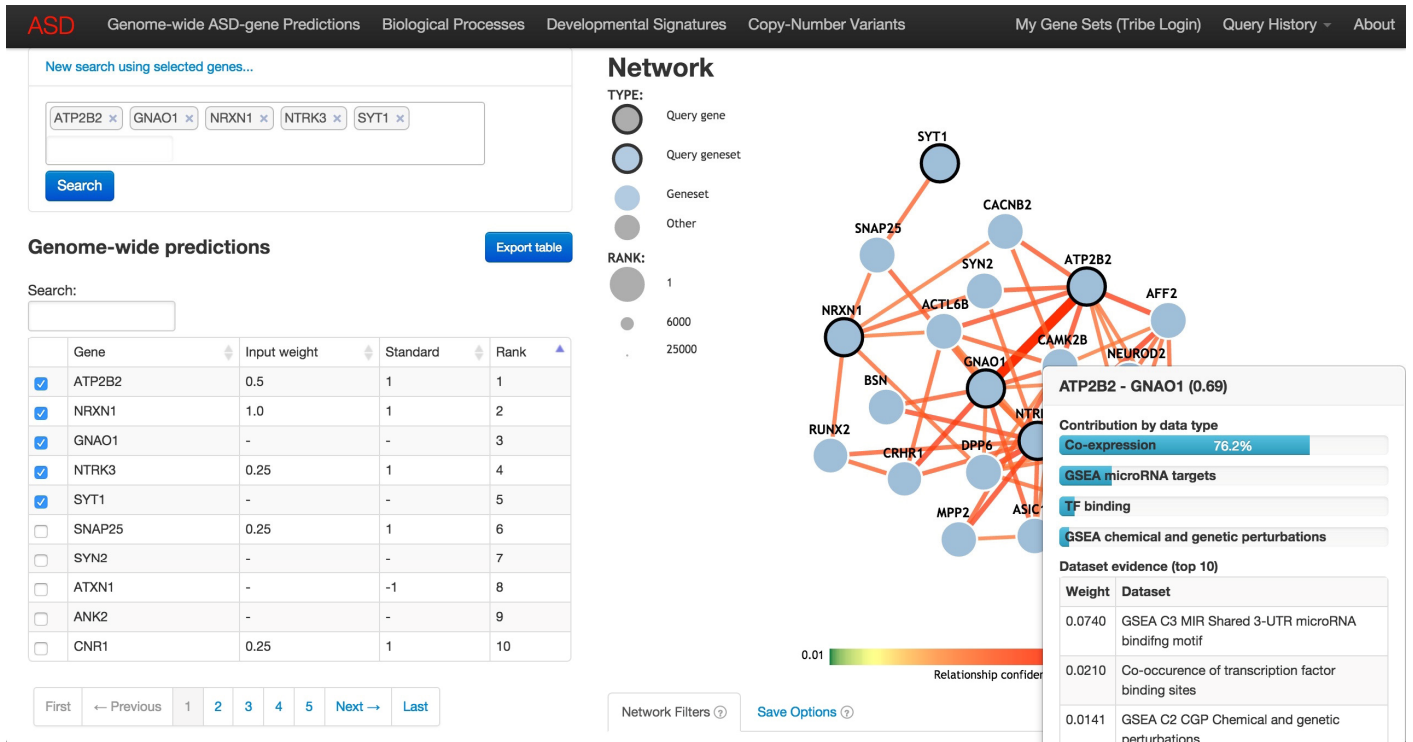 ASD Genome-wide ASD-gene Predictions Biological Processes Developmental Signatures Copy-Number Variants My Gene Sets (Tribe Login) Query History About
New search using selected genes...
ATP2B2 × GNAO1 × NRXN1 × NTRK3 × SYT1 ×
Search
Genome-wide predictions
Export table
Search:
Gene Input weight Standard Rank
ATP2B2 0.5 1 1
NRXN1 1.0 1 2
GNAO1 - - 3
NTRK3 0.25 1 4
SYT1 - - 5
SNAP25 0.25 1 6
SYN2 - - 7
ATXN1 - -1 8
ANK2 - - 9
CNR1 0.25 1 10
First ← Previous 1 2 3 4 5 Next → Last
Network
TYPE:
Query gene
Query geneset
Geneset
Other
RANK:
1
6000
25000
SYT1
CACNB2
SNAP25
SYN2
ATP2B2
AFF2
ACTL6B
NRXN1
CAMK2B
NEUROD2
GNAO1
BSN
NTR
RUNX2
DPP6
CRHR1
MPP2
ASIC
0.01
Relationship confider
Network Filters ? Save Options ?
ATP2B2 - GNAO1 (0.69)
Contribution by data type
Co-expression 76.2%
GSEA microRNA targets
TF binding
GSEA chemical and genetic perturbations
Dataset evidence (top 10)
Weight Dataset
0.0740 GSEA C3 MIR Shared 3-UTR microRNA
bindifng motif
0.0210 Co-occurence of transcription factor
binding sites
0.0141 GSEA C2 CGP Chemical and genetic
perturbations